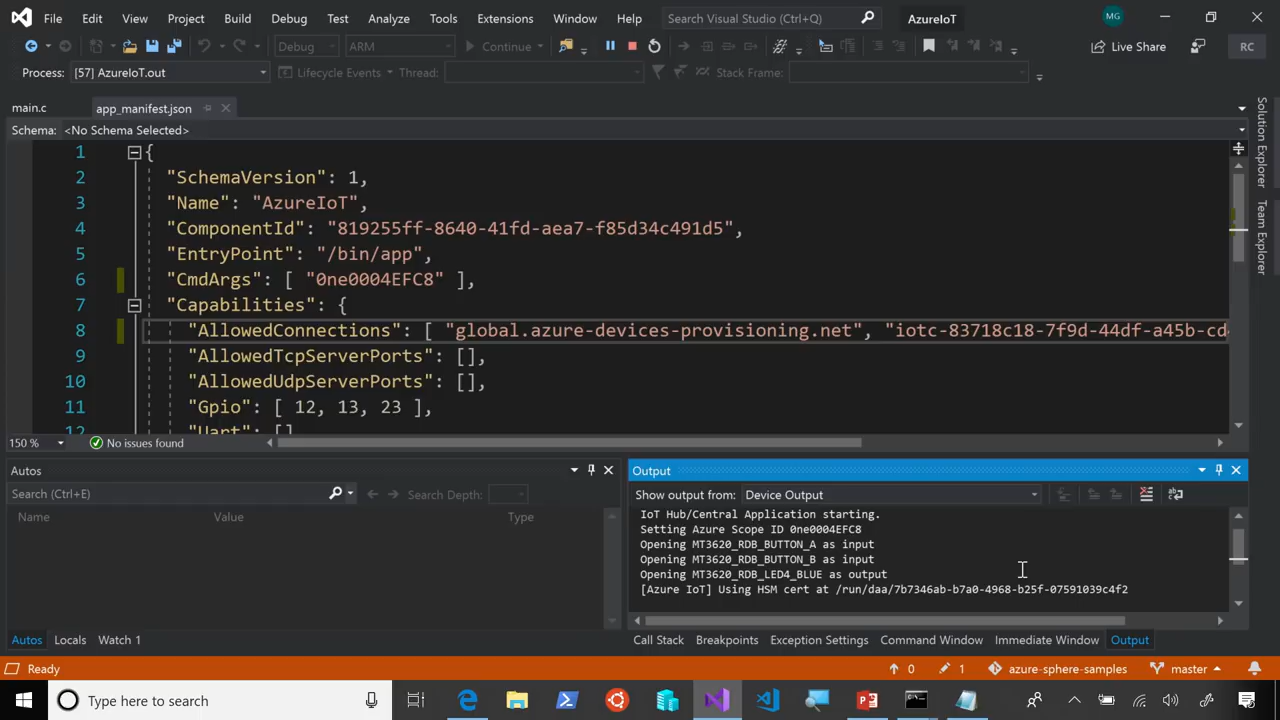 File Edit View Project Build Debug Test Analyze Tools Extensions Window Help Search Visual Studio (Ctrl+Q) AzureIoT MG
Debug ARM Continue Live Share RC
Process: [57] AzureIoT.out Lifecycle Events Thread: Stack Frame:
main.c app_manifest.json
Schema: <No Schema Selected>
1 {
2 "SchemaVersion": 1,
3 "Name": "AzureIoT",
4 "ComponentId": "819255ff-8640-41fd-aea7-f85d34c491d5",
5 "EntryPoint": "/bin/app",
6 "CmdArgs": [ "0ne0004EFC8" ],
7 "Capabilities": {
8 "AllowedConnections": [ "global.azure-devices-provisioning.net", "iotc-83718c18-7f9d-44df-a45b-cd
9 "AllowedTcpServerPorts": [],
10 "AllowedUdpServerPorts": [],
11 "Gpio": [ 12, 13, 23 ],
12 "Uart": []
150 % No issues found
Solution Explorer
Team Explorer
Autos
Search (Ctrl+E) Search Depth:
Name Value Type
Autos Locals Watch 1
Output
Show output from: Device Output
IoT Hub/Central Application starting.
Setting Azure Scope ID 0ne0004EFC8
Opening MT3620_RDB_BUTTON_A as input
Opening MT3620_RDB_BUTTON_B as input
Opening MT3620_RDB_LED4_BLUE as output
[Azure IoT] Using HSM cert at /run/daa/7b7346ab-b7a0-4968-b25f-07591039c4f2
Call Stack Breakpoints Exception Settings Command Window Immediate Window Output
Ready 0 1 azure-sphere-samples master
Type here to search